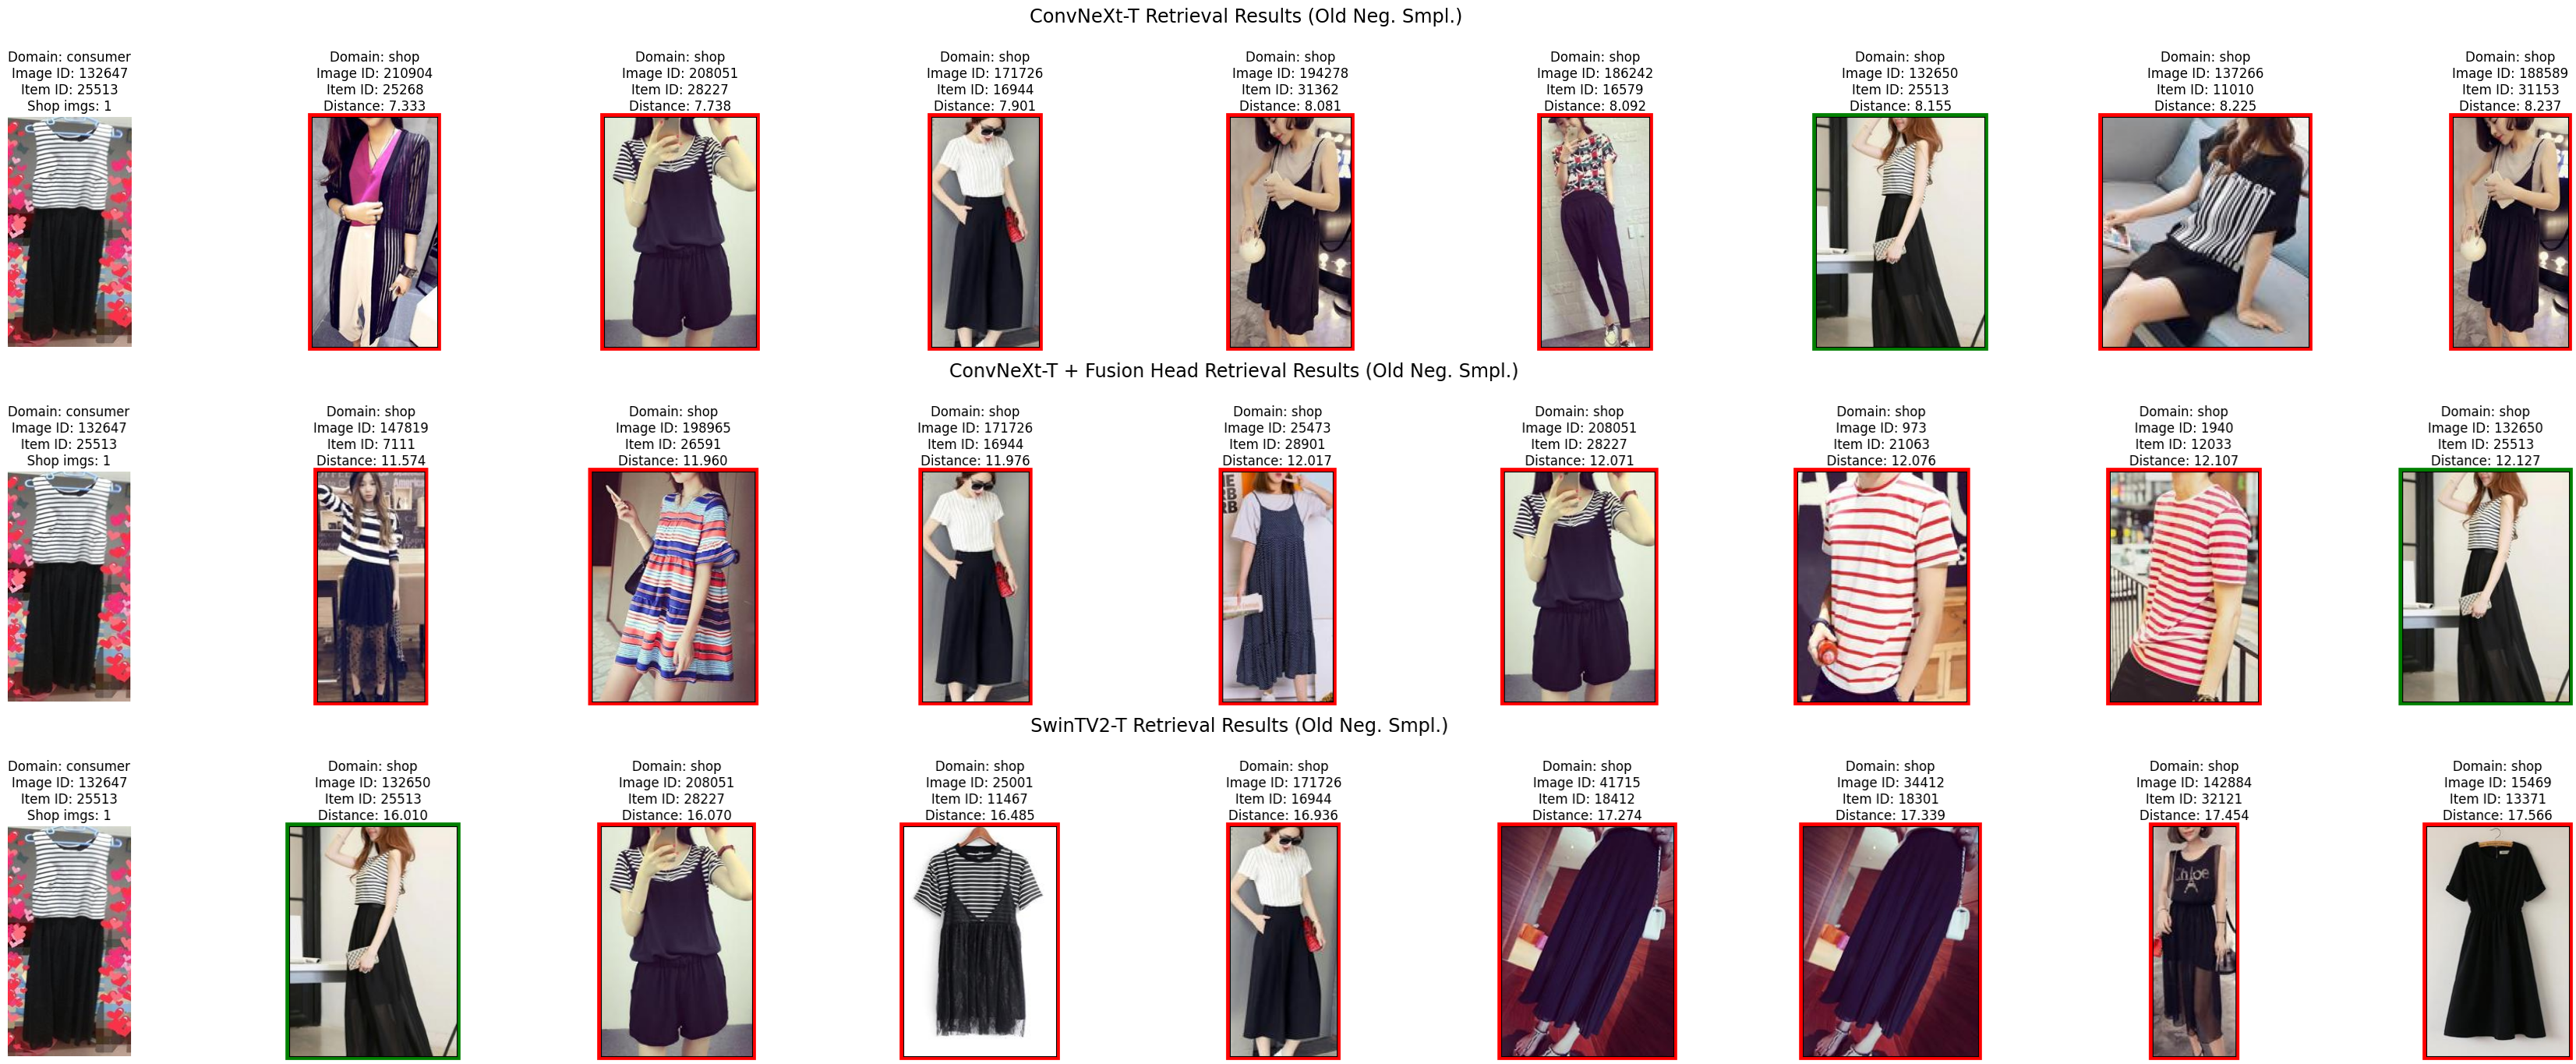 ConvNeXt-T Retrieval Results (Old Neg. Smpl.)
Domain: consumer
Image ID: 132647
Item ID: 25513
Shop imgs: 1
Domain: shop
Image ID: 210904
Item ID: 25268
Distance: 7.333
Domain: shop
Image ID: 208051
Item ID: 28227
Distance: 7.738
Domain: shop
Image ID: 171726
Item ID: 16944
Distance: 7.901
Domain: shop
Image ID: 194278
Item ID: 31362
Distance: 8.081
Domain: shop
Image ID: 186242
Item ID: 16579
Distance: 8.092
Domain: shop
Image ID: 132650
Item ID: 25513
Distance: 8.155
Domain: shop
Image ID: 137266
Item ID: 11010
Distance: 8.225
Domain: shop
Image ID: 188589
Item ID: 31153
Distance: 8.237
ConvNeXt-T + Fusion Head Retrieval Results (Old Neg. Smpl.)
Domain: consumer
Image ID: 132647
Item ID: 25513
Shop imgs: 1
Domain: shop
Image ID: 147819
Item ID: 7111
Distance: 11.574
Domain: shop
Image ID: 198965
Item ID: 26591
Distance: 11.960
Domain: shop
Image ID: 171726
Item ID: 16944
Distance: 11.976
Domain: shop
Image ID: 25473
Item ID: 28901
Distance: 12.017
Domain: shop
Image ID: 208051
Item ID: 28227
Distance: 12.071
Domain: shop
Image ID: 973
Item ID: 21063
Distance: 12.076
Domain: shop
Image ID: 1940
Item ID: 12033
Distance: 12.107
Domain: shop
Image ID: 132650
Item ID: 25513
Distance: 12.127
SwinTV2-T Retrieval Results (Old Neg. Smpl.)
Domain: consumer
Image ID: 132647
Item ID: 25513
Shop imgs: 1
Domain: shop
Image ID: 132650
Item ID: 25513
Distance: 16.010
Domain: shop
Image ID: 208051
Item ID: 28227
Distance: 16.070
Domain: shop
Image ID: 25001
Item ID: 11467
Distance: 16.485
Domain: shop
Image ID: 171726
Item ID: 16944
Distance: 16.936
Domain: shop
Image ID: 41715
Item ID: 18412
Distance: 17.274
Domain: shop
Image ID: 34412
Item ID: 18301
Distance: 17.339
Domain: shop
Image ID: 142884
Item ID: 32121
Distance: 17.454
Chloe
Domain: shop
Image ID: 15469
Item ID: 13371
Distance: 17.566